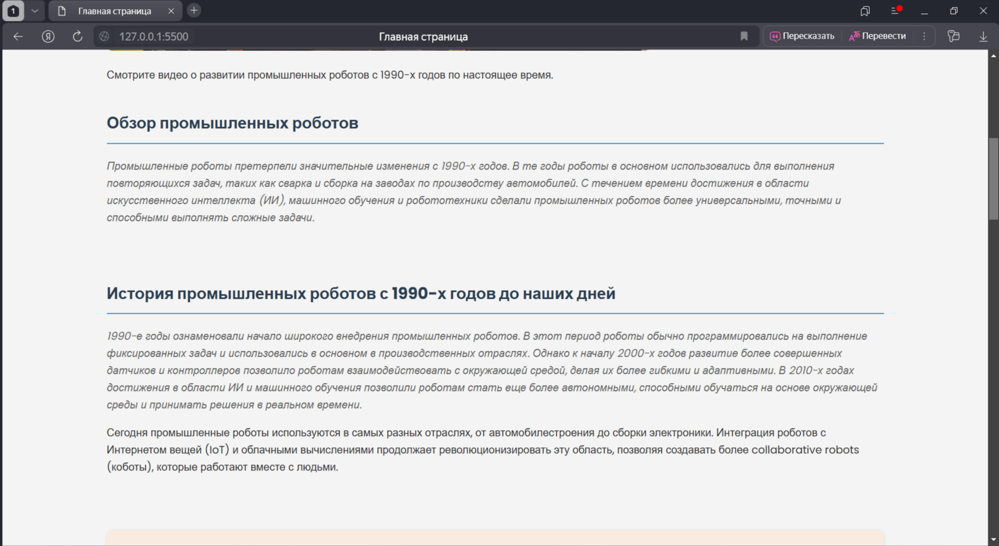 1
Главная страница
127.0.0.1:5500
Главная страница
Пересказать
Перевести
Смотрите видео о развитии промышленных роботов с 1990-х годов по настоящее время.
Обзор промышленных роботов
Промышленные роботы претерпели значительные изменения с 1990-х годов. В те годы роботы в основном использовались для выполнения
повторяющихся задач, таких как сварка и сборка на заводах по производству автомобилей. С течением времени достижения в области
искусственного интеллекта (ИИ), машинного обучения и робототехники сделали промышленных роботов более универсальными, точными и
способными выполнять сложные задачи.
История промышленных роботов с 1990-х годов до наших дней
1990-е годы ознаменовали начало широкого внедрения промышленных роботов. В этот период роботы обычно программировались на выполнение
фиксированных задач и использовались в основном в производственных отраслях. Однако к началу 2000-х годов развитие более совершенных
датчиков и контроллеров позволило роботам взаимодействовать с окружающей средой, делая их более гибкими и адаптивными. В 2010-х годах
достижения в области ИИ и машинного обучения позволили роботам стать еще более автономными, способными обучаться на основе окружающей
среды и принимать решения в реальном времени.
Сегодня промышленные роботы используются в самых разных отраслях, от автомобилестроения до сборки электроники. Интеграция роботов с
Интернетом вещей (IoT) и облачными вычислениями продолжает революционизировать эту область, позволяя создавать более collaborative robots
(коботы), которые работают вместе с людьми.